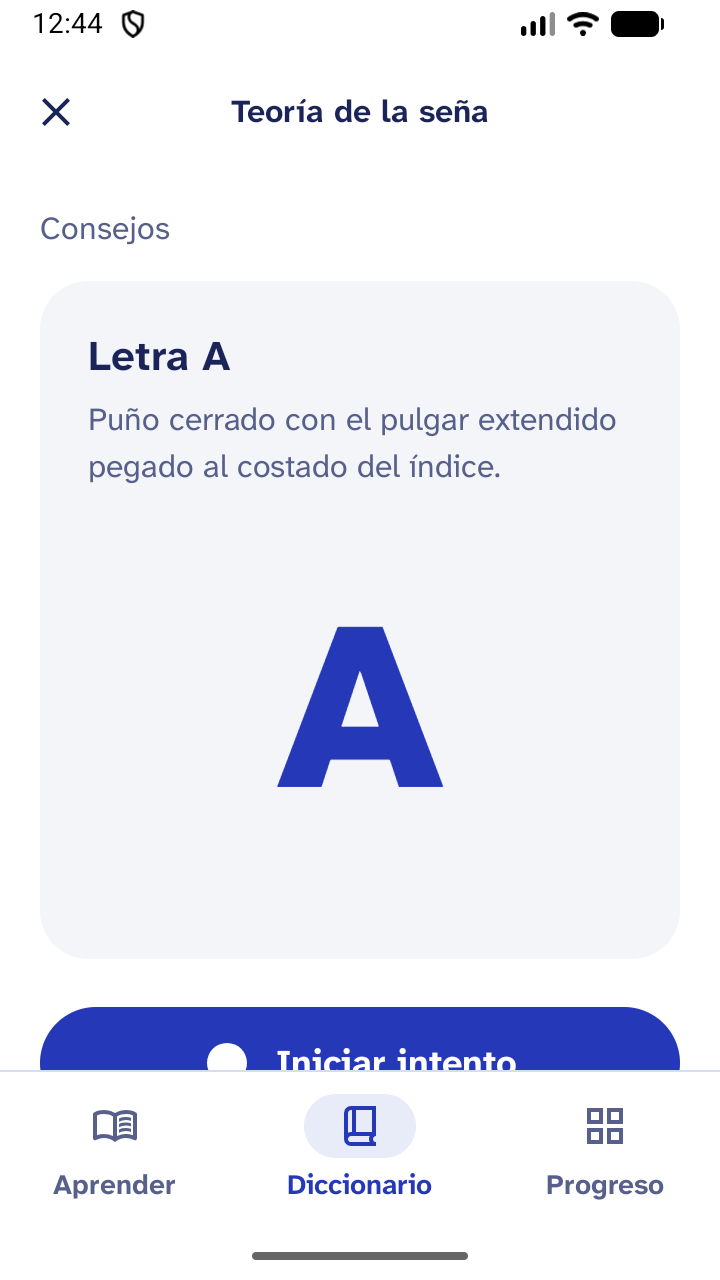 12:44
Teoría de la seña
Consejos
Letra A
Puño cerrado con el pulgar extendido
pegado al costado del índice.
A
Iniciar intento
Aprender
Diccionario
Progreso